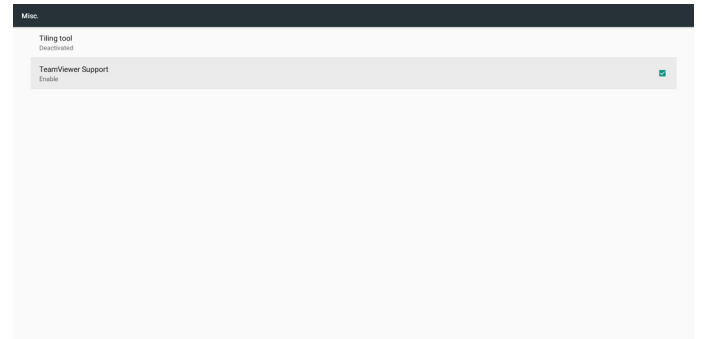 Misc.
Tiling tool
Deactivated
TeamViewer Support
Enable